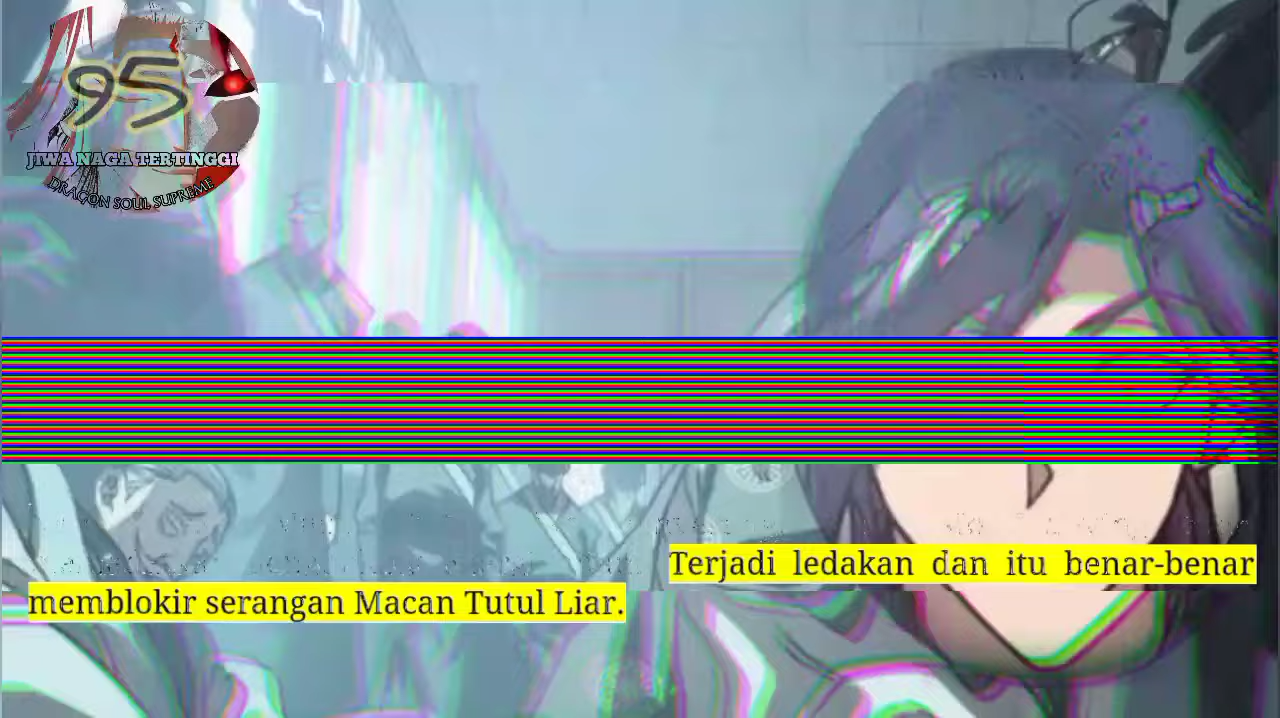 95
JIWA NAGA TERTINGGI
DRAGON SOUL SUPREME
Terjadi ledakan dan itu benar-benar
memblokir serangan Macan Tutul Liar.